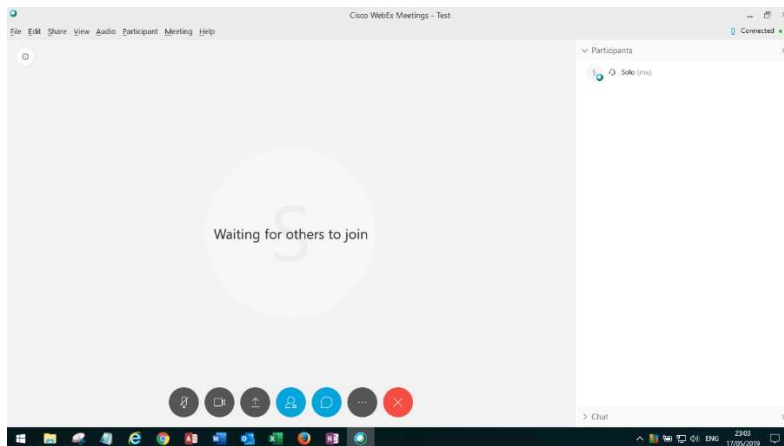 Cisco WebEx Meetings - Test
File Edit Share View Audio Participant Meeting Help
Connected
Participants
S Solo (me)
S
Waiting for others to join
Chat
ENG
23:03
17/05/2019